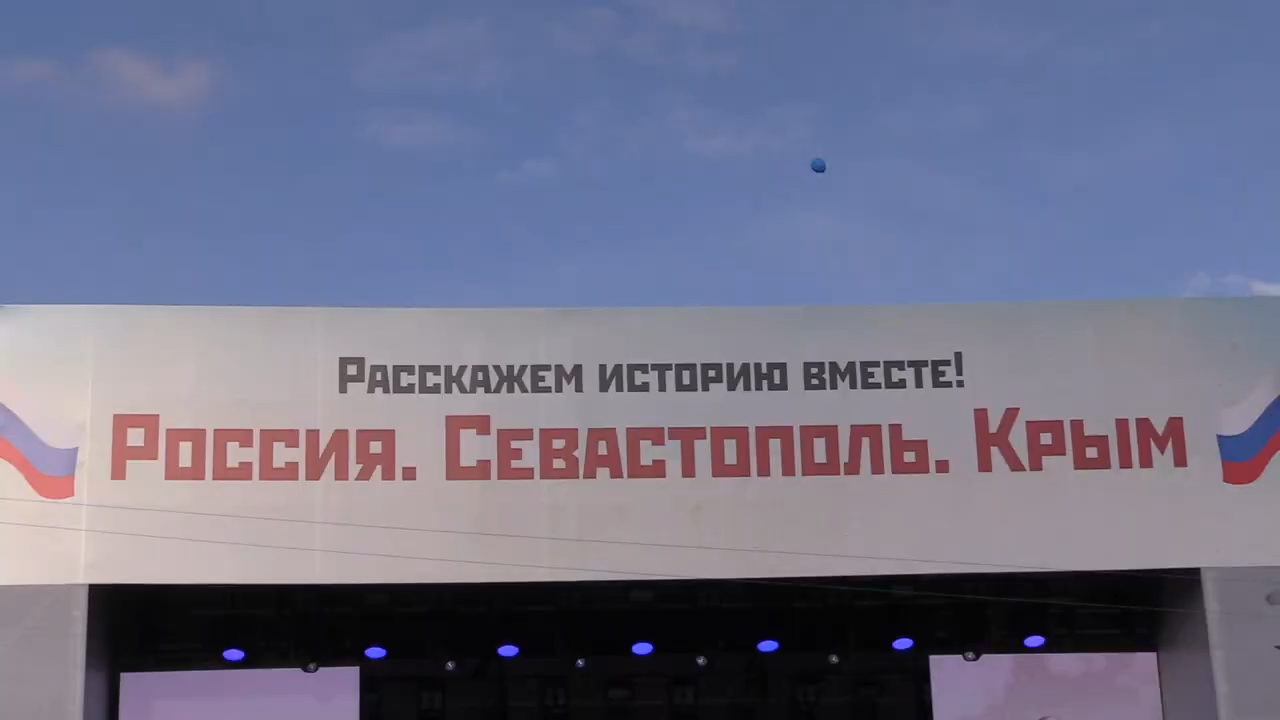 Расскажем историю вместе!
Россия. Севастополь. Крым